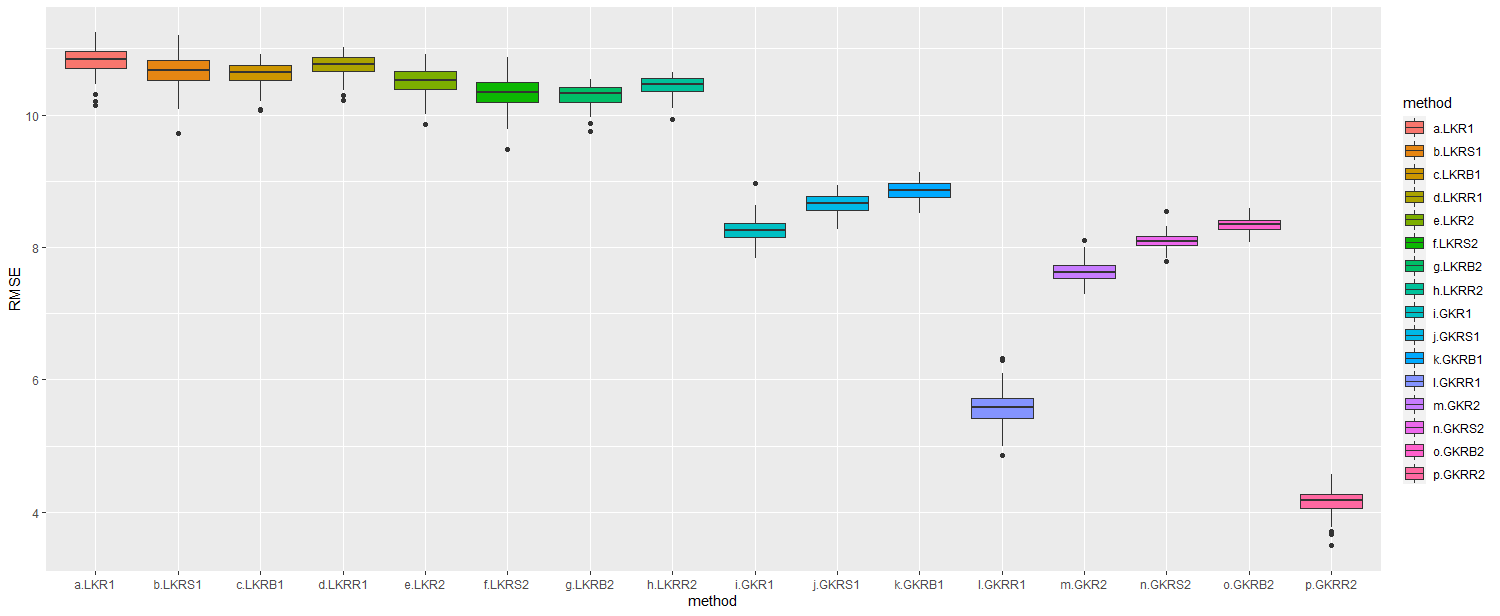 RMSE
10
8
6
4
a.LKR1 b.LKRS1 c.LKRB1 d.LKRR1 e.LKR2 f.LKRS2 g.LKRB2 h.LKRR2 i.GKR1 j.GKRS1 k.GKRB1 l.GKRR1 m.GKR2 n.GKRS2 o.GKRB2 p.GKRR2
method
method
a.LKR1
b.LKRS1
c.LKRB1
d.LKRR1
e.LKR2
f.LKRS2
g.LKRB2
h.LKRR2
i.GKR1
j.GKRS1
k.GKRB1
l.GKRR1
m.GKR2
n.GKRS2
o.GKRB2
p.GKRR2